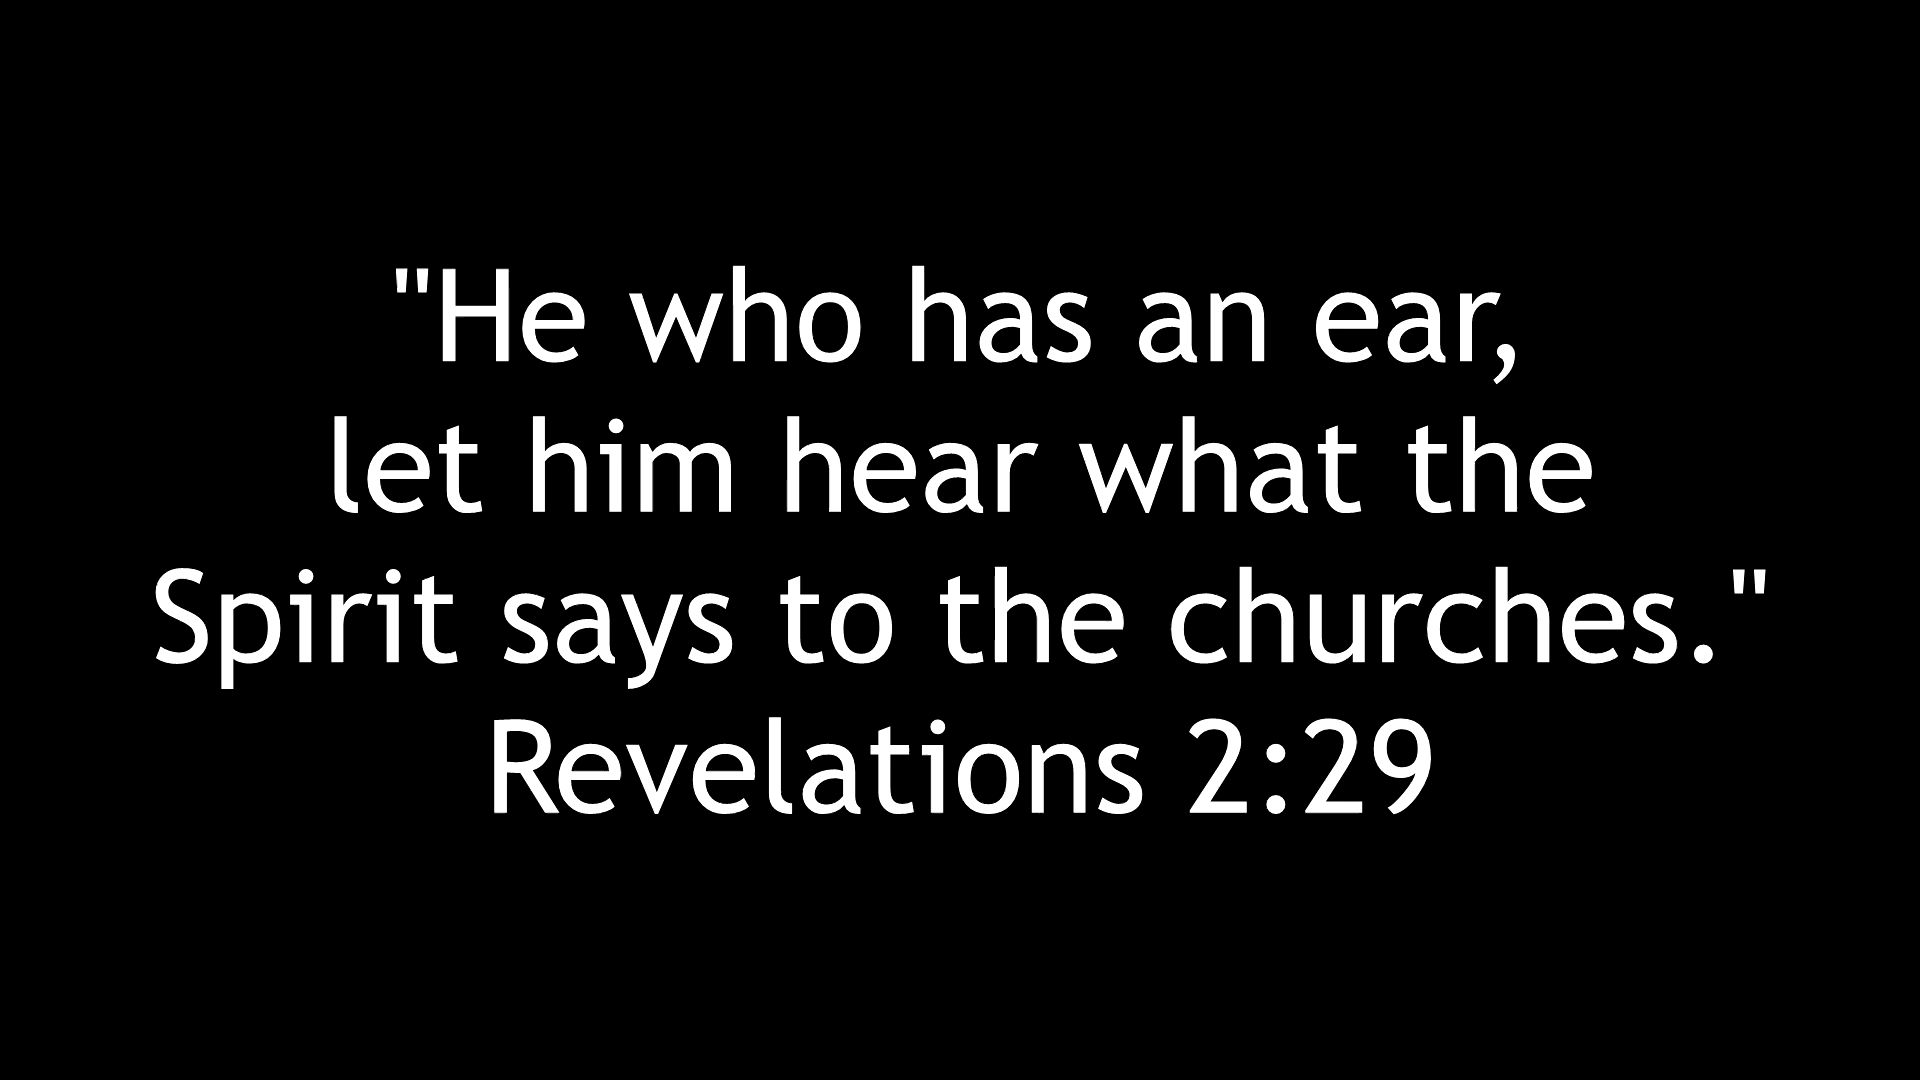 "He who has an ear,
let him hear what the
Spirit says to the churches."
Revelations 2:29